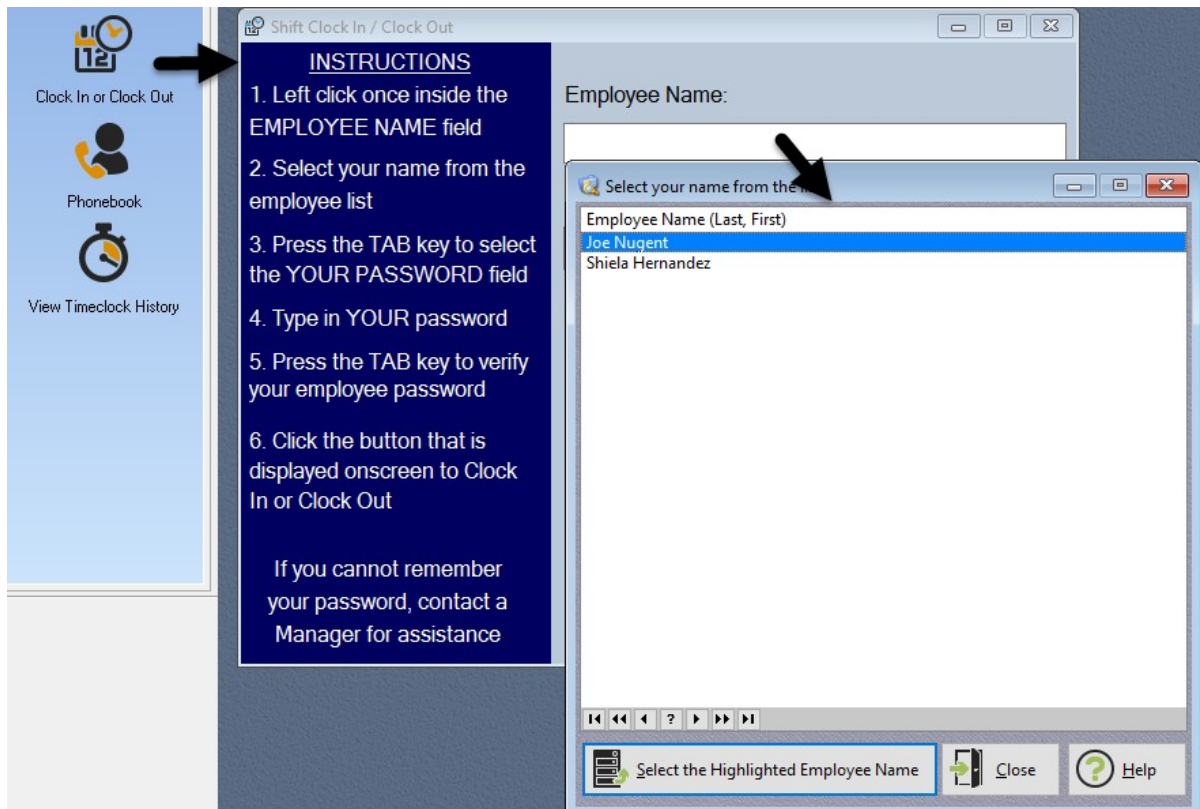 Clock In or Clock Out
Phonebook
View Timeclock History
Shift Clock In / Clock Out
INSTRUCTIONS
1. Left click once inside the
EMPLOYEE NAME field
2. Select your name from the
employee list
3. Press the TAB key to select
the YOUR PASSWORD field
4. Type in YOUR password
5. Press the TAB key to verify
your employee password
6. Click the button that is
displayed onscreen to Clock
In or Clock Out
If you cannot remember
your password, contact a
Manager for assistance
Employee Name:
Select your name from the
Employee Name (Last, First)
Joe Nugent
Shiela Hernandez
Select the Highlighted Employee Name
Close
Help